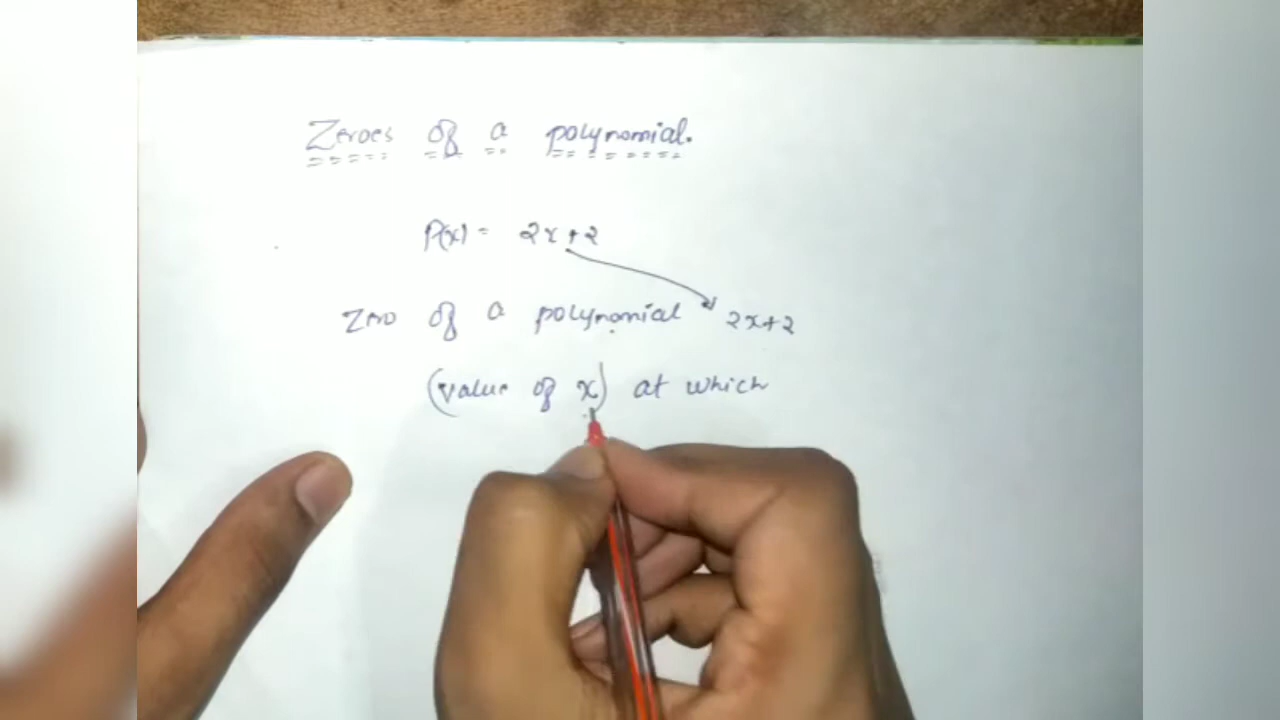 Zeroes of a polynomial.
P(x) = 2x+2
Zero of a polynomial 2x+2
(value of x) at which